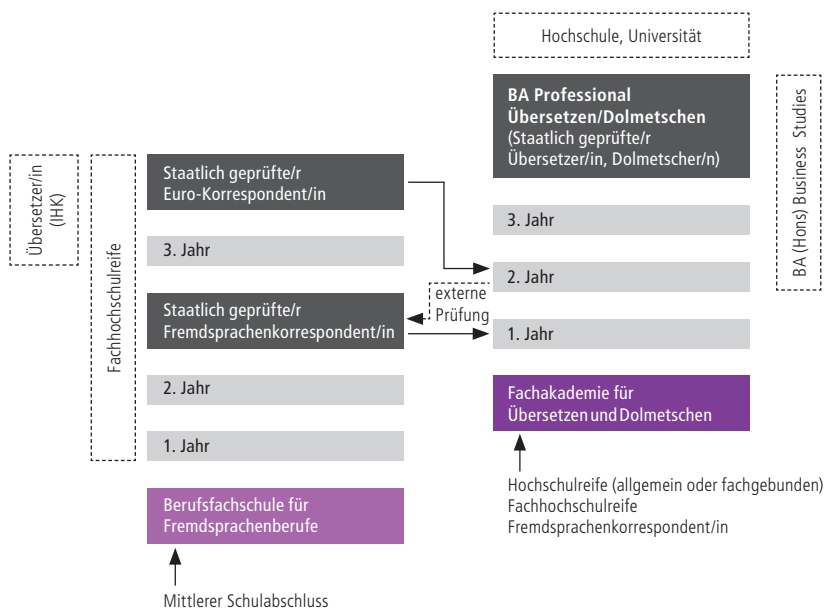 Hochschule, Universität
BA Professional
Übersetzen/Dolmetschen
(Staatlich geprüfte/r
Übersetzer/in, Dolmetscher/n)
BA (Hons) Business Studies
Übersetzer/in
(IHK)
Fachhochschulreife
Staatlich geprüfte/r
Euro-Korrespondent/in
3. Jahr
Staatlich geprüfte/r
Fremdsprachenkorrespondent/in
2. Jahr
1. Jahr
Berufsfachschule für
Fremdsprachenberufe
Mittlerer Schulabschluss
3. Jahr
2. Jahr
externe
Prüfung
1. Jahr
Fachakademie für
Übersetzen und Dolmetschen
Hochschulreife (allgemein oder fachgebunden)
Fachhochschulreife
Fremdsprachenkorrespondent/in